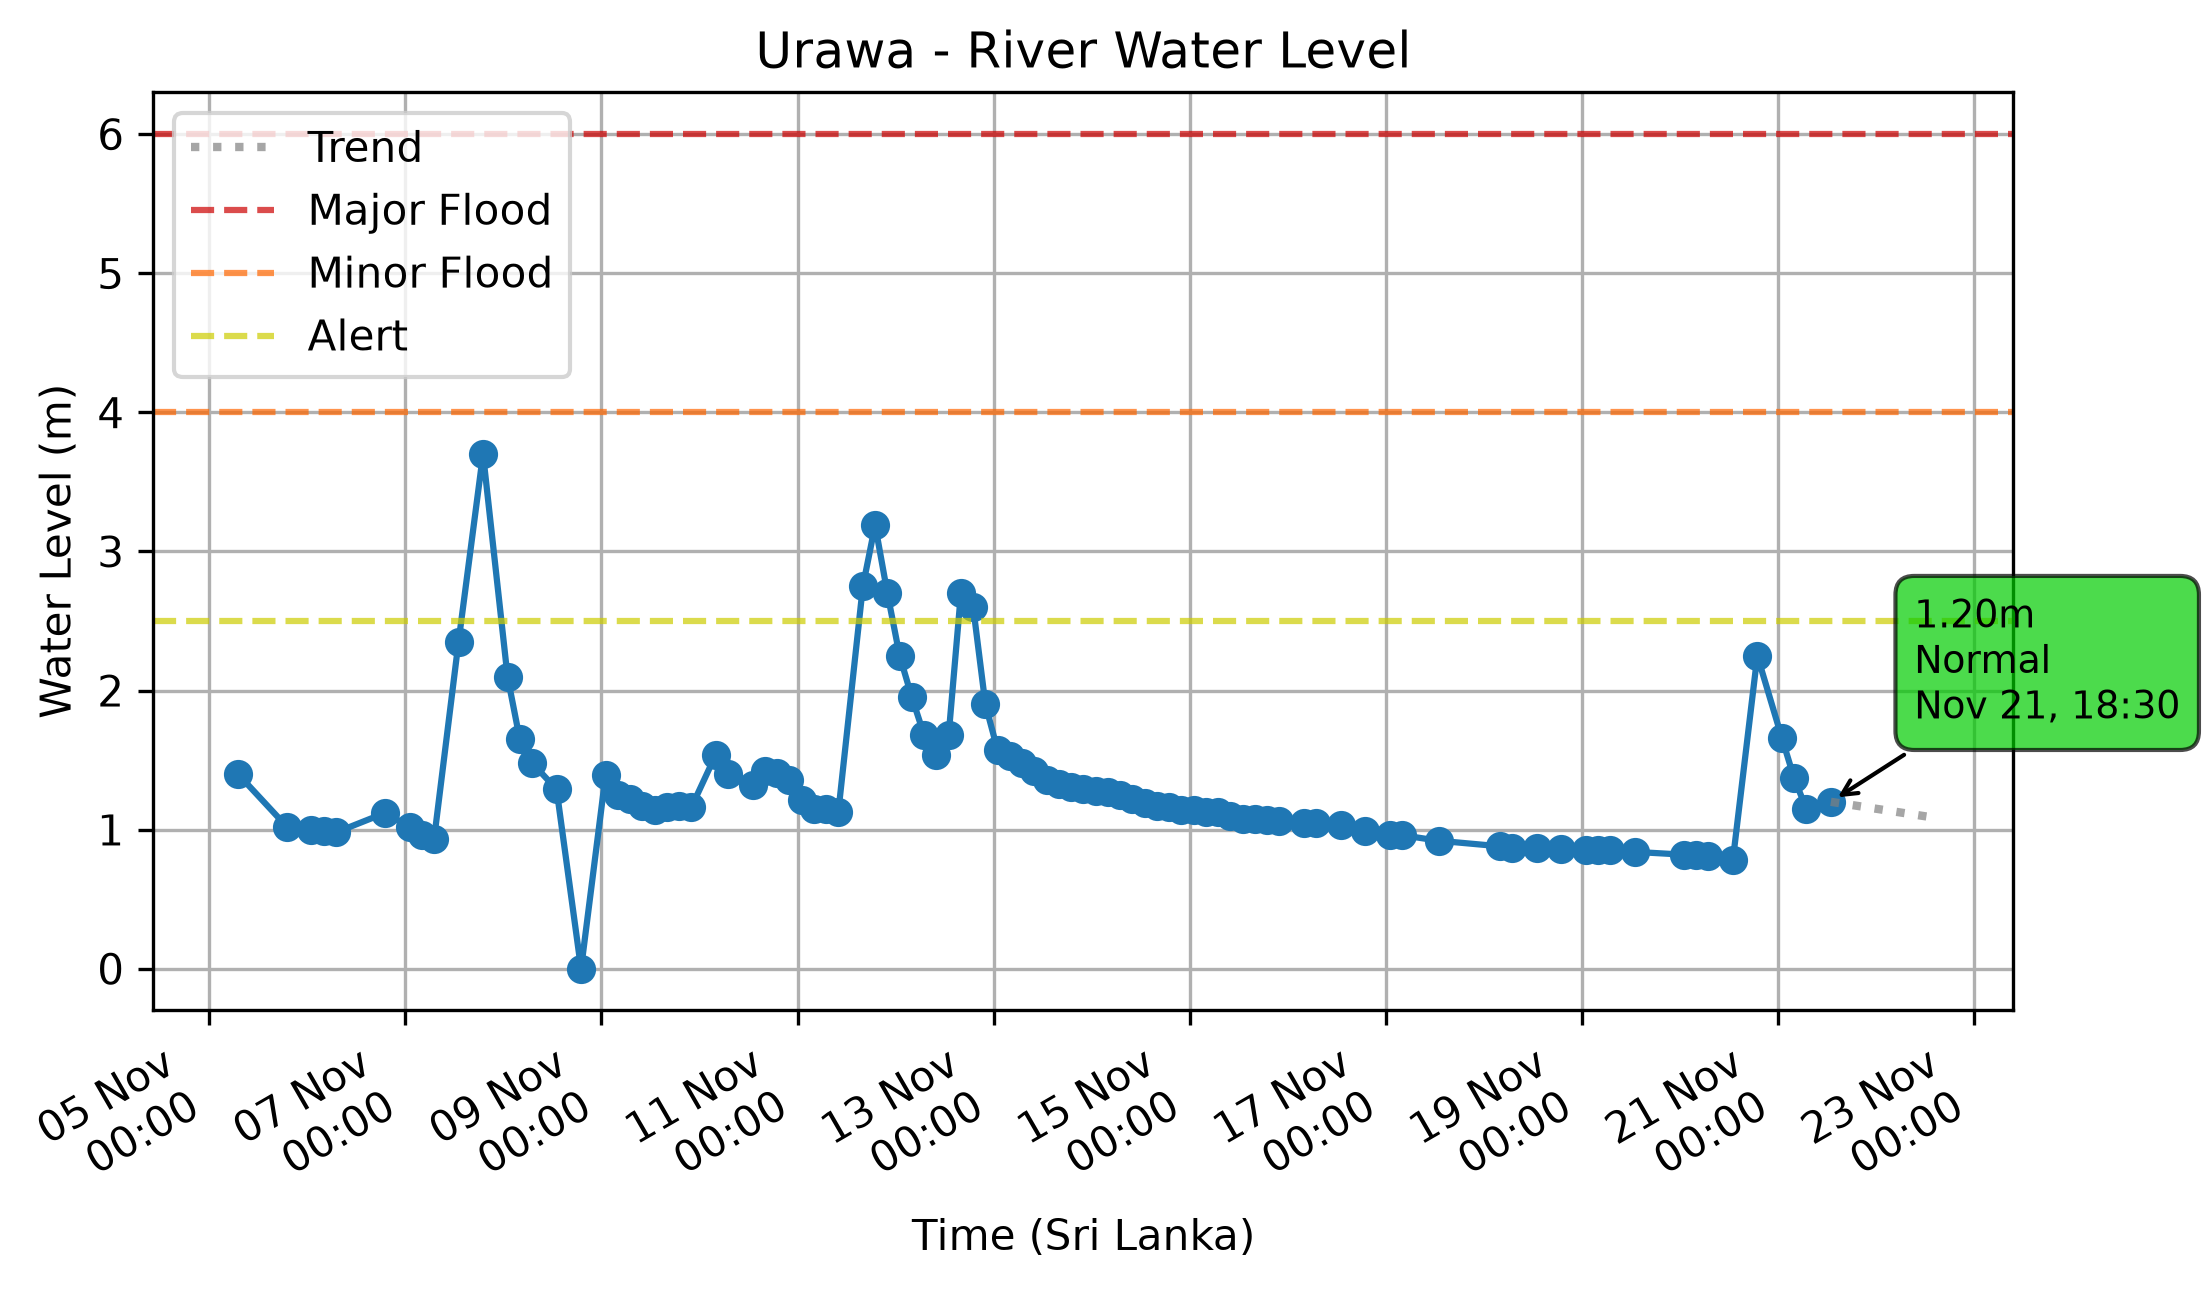 Urawa - River Water Level
Trend
Major Flood
Minor Flood
Alert
6
5
4
3
2
1
0
Water Level (m)
1.20m
Normal
Nov 21, 18:30
05 Nov
00:00
07 Nov
00:00
09 Nov
00:00
11 Nov
00:00
13 Nov
00:00
15 Nov
00:00
17 Nov
00:00
19 Nov
00:00
21 Nov
00:00
23 Nov
00:00
Time (Sri Lanka)